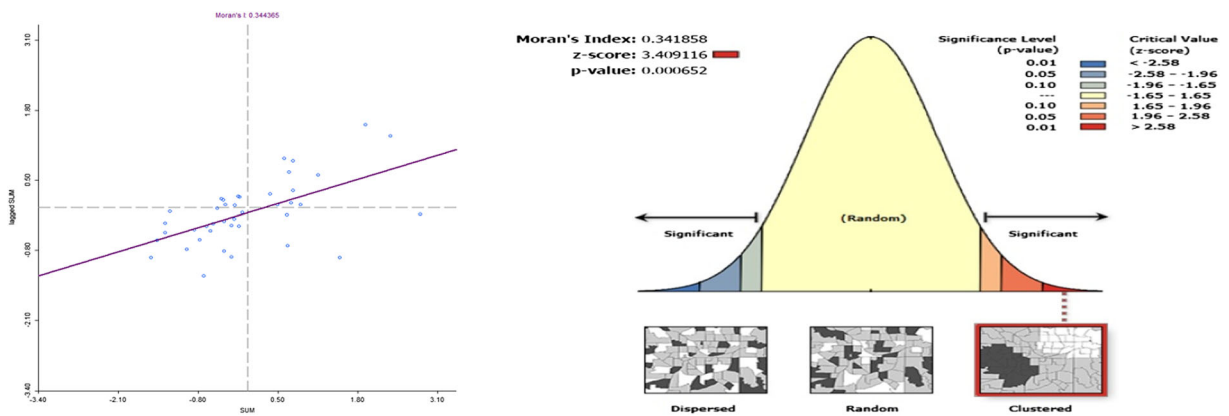 Moran's I: 0.344365
3.10
1.80
0.50
-0.80
-2.10
-3.40
lagged SUM
-3.40 -2.10 -0.80 0.50 1.80 3.10
SUM
Moran's Index: 0.341858
z-score: 3.409116
p-value: 0.000652
Significance Level Critical Value
(p-value) (z-score)
0.01 < -2.58
0.05 -2.58 - -1.96
0.10 -1.96 - -1.65
--- -1.65 - 1.65
0.10 1.65 - 1.96
0.05 1.96 - 2.58
0.01 > 2.58
(Random)
Significant Significant
Dispersed Random Clustered